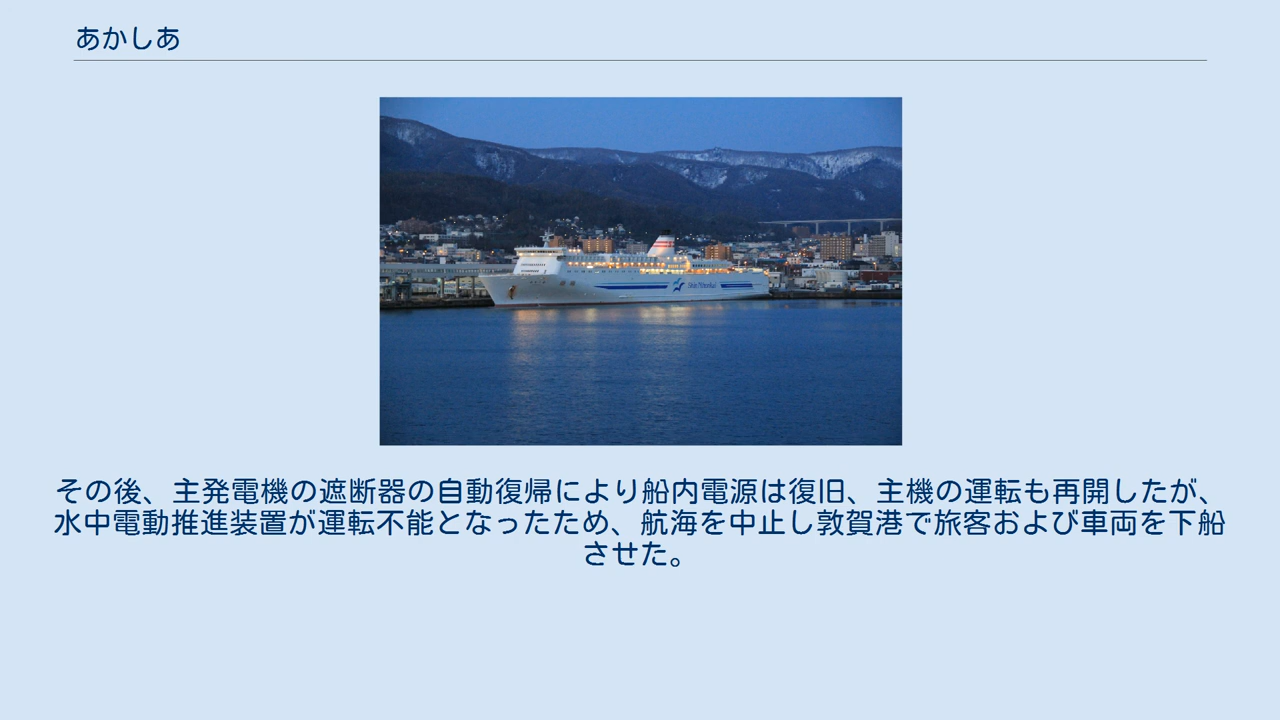 あかしあ
その後、主発電機の遮断器の自動復帰により船内電源は復旧、主機の運転も再開したが、
水中電動推進装置が運転不能となったため、航海を中止し敦賀港で旅客および車両を下船
させた。